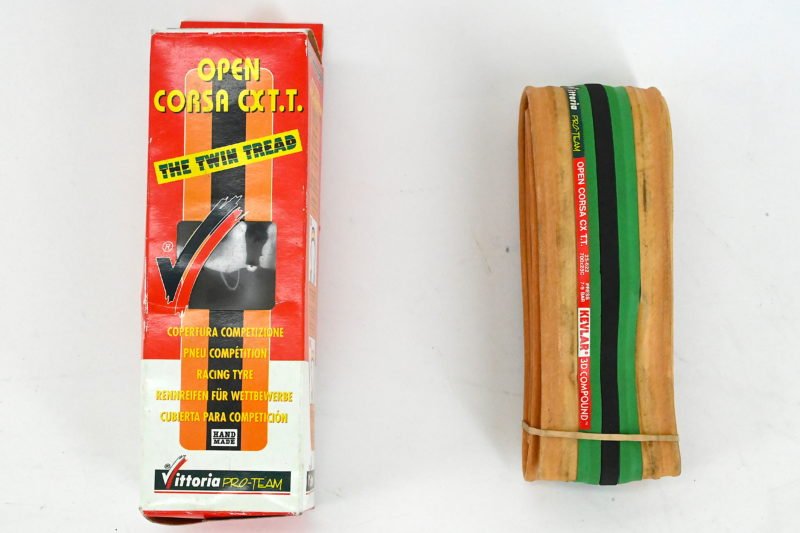 OPEN
CORSA CX T.T.
THE TWIN TREAD
®
COPERTURA COMPETIZIONE
PNEU COMPÉTITION
RACING TYRE
RENNREIFEN FÜR WETTBEWERBE
CUBIERTA PARA COMPETICIÓN
HAND
MADE
Vittoria PRO-TEAM
Vittoria PRO-TEAM
OPEN CORSA CX T.T.
KEVLAR® 3D COMPOUND™